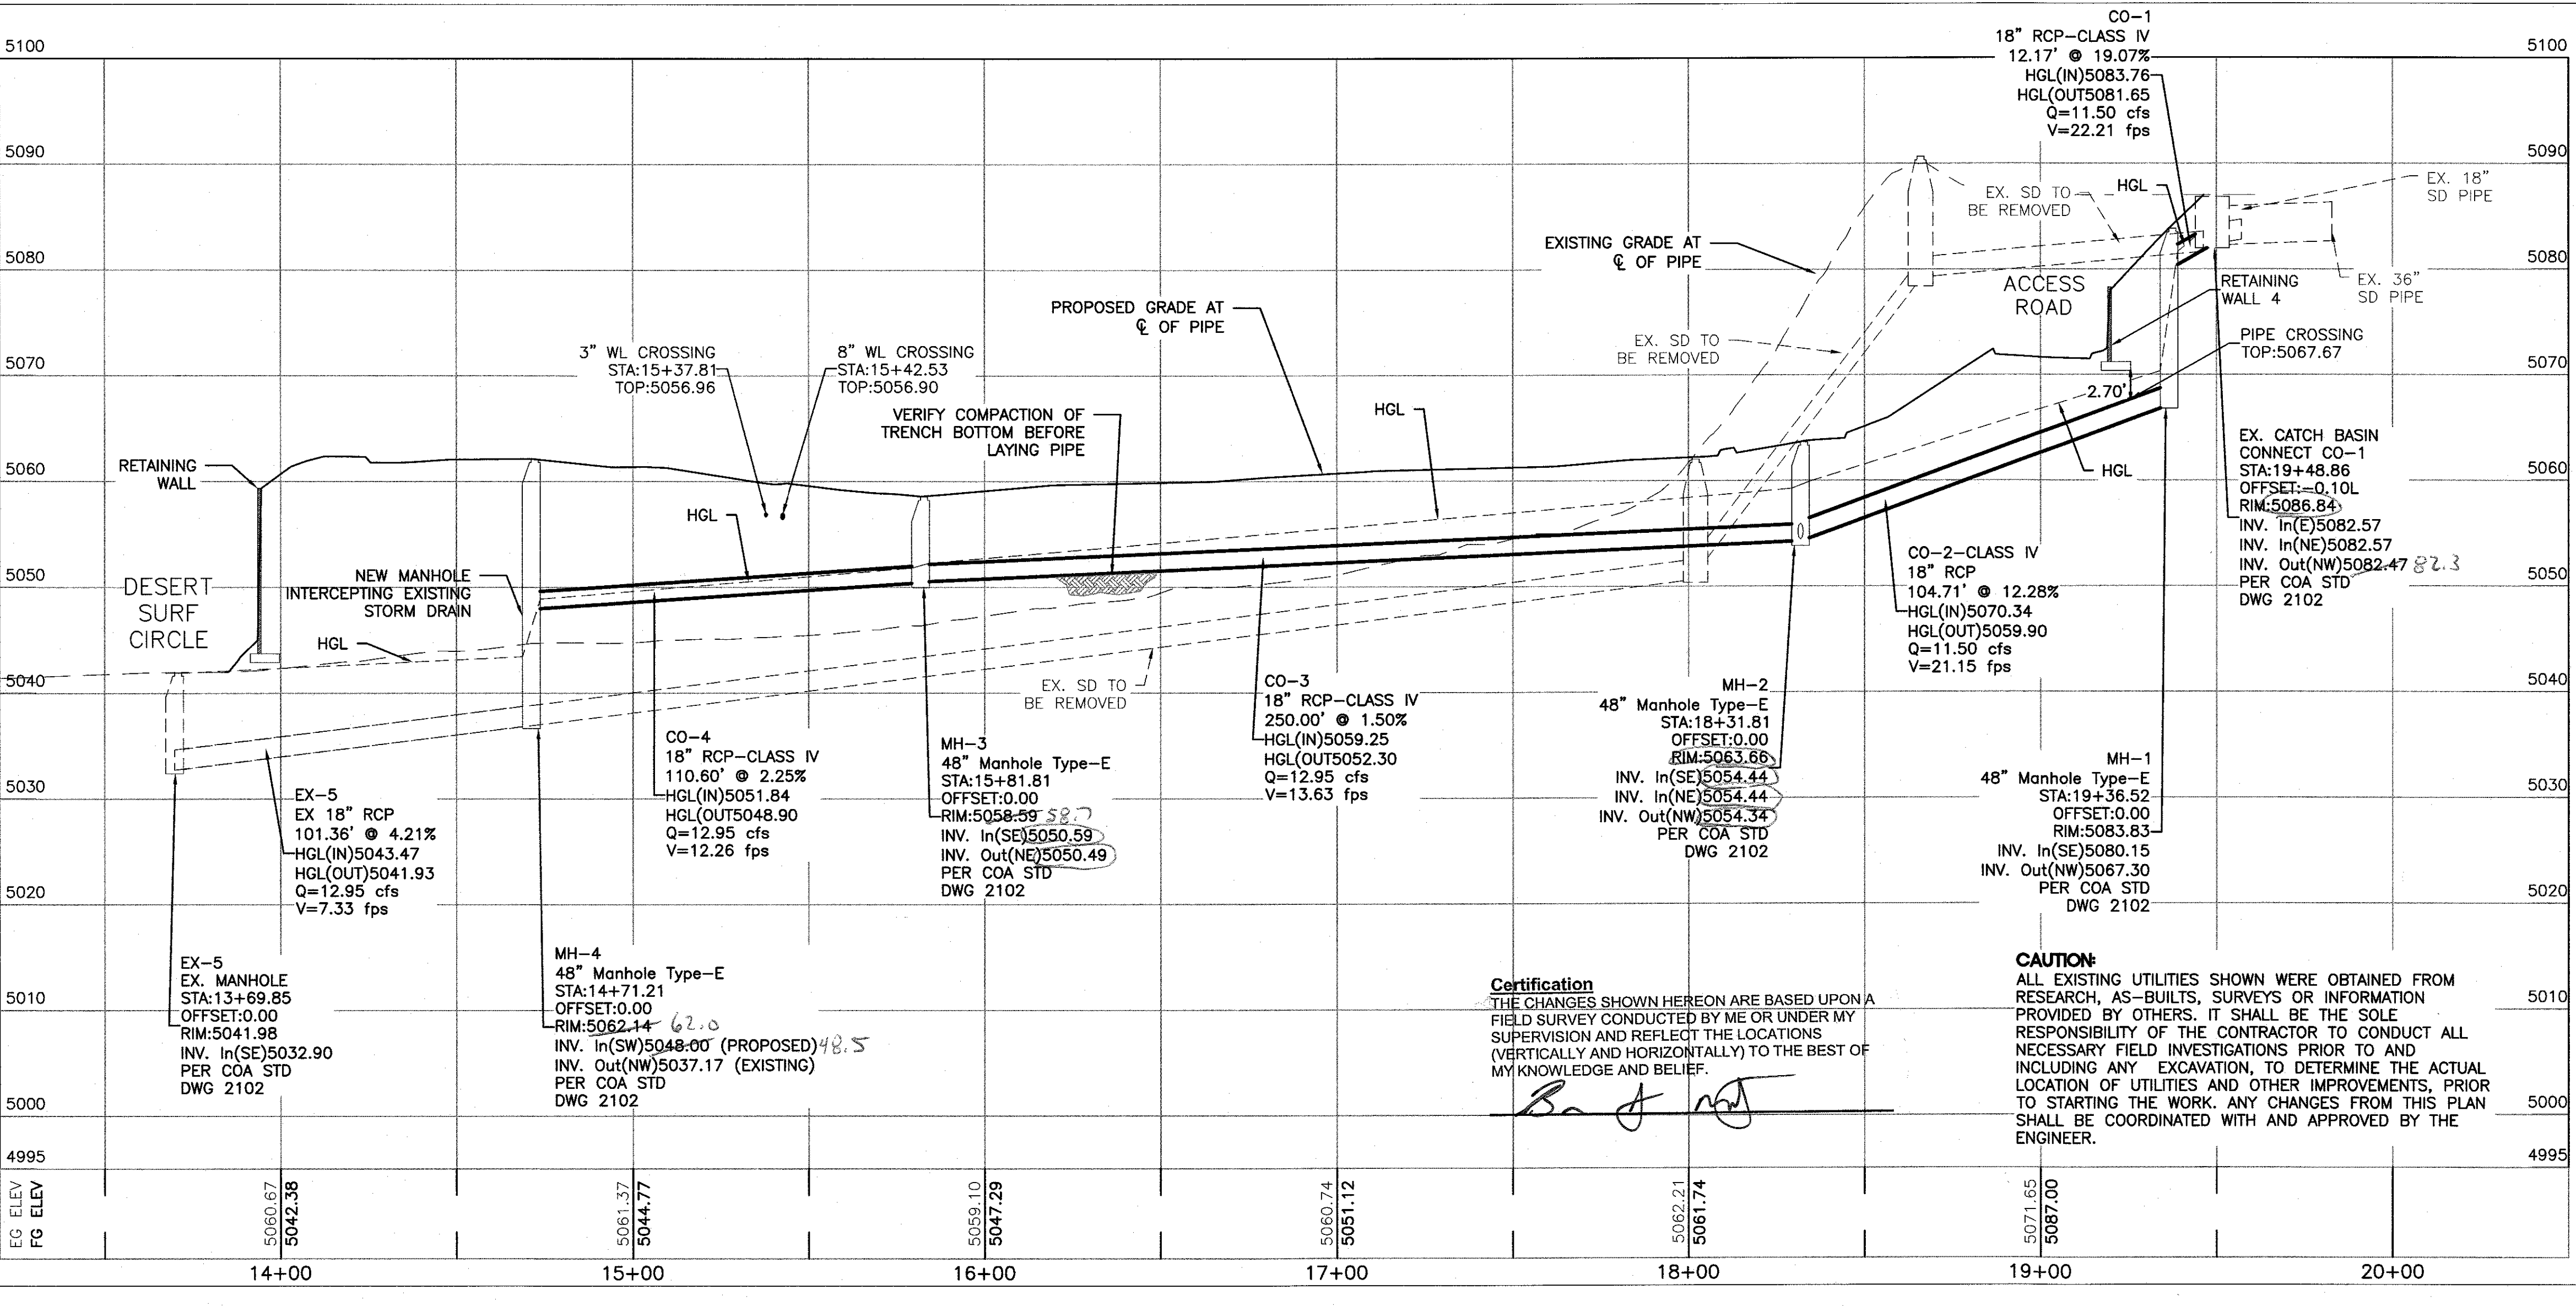 CO-1
18" RCP-CLASS IV
12.17' @ 19.07%
HGL(IN)5083.76
HGL(OUT5081.65
Q=11.50 cfs
V=22.21 fps
5100
5100
5090
5090
5080
5080
5070
5070
5060
5060
5050
5050
5040
5040
5030
5030
5020
5020
5010
5010
5000
5000
4995
4995
EX. SD TO
BE REMOVED
HGL
EX. 18"
SD PIPE
EX. 36"
SD PIPE
EXISTING GRADE AT
℄ OF PIPE
ACCESS
ROAD
RETAINING
WALL 4
PIPE CROSSING
TOP:5067.67
2.70'
PROPOSED GRADE AT
℄ OF PIPE
EX. SD TO
BE REMOVED
3" WL CROSSING
STA:15+37.81
TOP:5056.96
8" WL CROSSING
STA:15+42.53
TOP:5056.90
VERIFY COMPACTION OF
TRENCH BOTTOM BEFORE
LAYING PIPE
HGL
HGL
HGL
HGL
RETAINING
WALL
DESERT
SURF
CIRCLE
NEW MANHOLE
INTERCEPTING EXISTING
STORM DRAIN
EX. SD TO
BE REMOVED
EX. CATCH BASIN
CONNECT CO-1
STA:19+48.86
OFFSET:-0.10L
RIM:5086.84
INV. In(E)5082.57
INV. In(NE)5082.57
INV. Out(NW)5082.47 82.3
PER COA STD
DWG 2102
CO-2-CLASS IV
18" RCP
104.71' @ 12.28%
HGL(IN)5070.34
HGL(OUT)5059.90
Q=11.50 cfs
V=21.15 fps
CO-3
18" RCP-CLASS IV
250.00' @ 1.50%
HGL(IN)5059.25
HGL(OUT5052.30
Q=12.95 cfs
V=13.63 fps
MH-2
48" Manhole Type-E
STA:18+31.81
OFFSET:0.00
RIM:5063.66
INV. In(SE)5054.44
INV. In(NE)5054.44
INV. Out(NW)5054.34
PER COA STD
DWG 2102
MH-1
48" Manhole Type-E
STA:19+36.52
OFFSET:0.00
RIM:5083.83
INV. In(SE)5080.15
INV. Out(NW)5067.30
PER COA STD
DWG 2102
CO-4
18" RCP-CLASS IV
110.60' @ 2.25%
HGL(IN)5051.84
HGL(OUT5048.90
Q=12.95 cfs
V=12.26 fps
MH-3
48" Manhole Type-E
STA:15+81.81
OFFSET:0.00
RIM:5058.59
INV. In(SE)5050.59
INV. Out(NE)5050.49
PER COA STD
DWG 2102
EX-5
EX 18" RCP
101.36' @ 4.21%
HGL(IN)5043.47
HGL(OUT)5041.93
Q=12.95 cfs
V=7.33 fps
EX-5
EX. MANHOLE
STA:13+69.85
OFFSET:0.00
RIM:5041.98
INV. In(SE)5032.90
PER COA STD
DWG 2102
MH-4
48" Manhole Type-E
STA:14+71.21
OFFSET:0.00
RIM:5062.14 62.0
INV. In(SW)5048.00 (PROPOSED) 48.5
INV. Out(NW)5037.17 (EXISTING)
PER COA STD
DWG 2102
Certification
THE CHANGES SHOWN HEREON ARE BASED UPON A
FIELD SURVEY CONDUCTED BY ME OR UNDER MY
SUPERVISION AND REFLECT THE LOCATIONS
(VERTICALLY AND HORIZONTALLY) TO THE BEST OF
MY KNOWLEDGE AND BELIEF.
CAUTION:
ALL EXISTING UTILITIES SHOWN WERE OBTAINED FROM
RESEARCH, AS-BUILTS, SURVEYS OR INFORMATION
PROVIDED BY OTHERS. IT SHALL BE THE SOLE
RESPONSIBILITY OF THE CONTRACTOR TO CONDUCT ALL
NECESSARY FIELD INVESTIGATIONS PRIOR TO AND
INCLUDING ANY EXCAVATION, TO DETERMINE THE ACTUAL
LOCATION OF UTILITIES AND OTHER IMPROVEMENTS, PRIOR
TO STARTING THE WORK. ANY CHANGES FROM THIS PLAN
SHALL BE COORDINATED WITH AND APPROVED BY THE
ENGINEER.
EG ELEV
FG ELEV
5060.67
5042.38
5061.37
5044.77
5059.10
5047.29
5060.74
5051.12
5062.21
5061.74
5071.65
5087.00
14+00
15+00
16+00
17+00
18+00
19+00
20+00